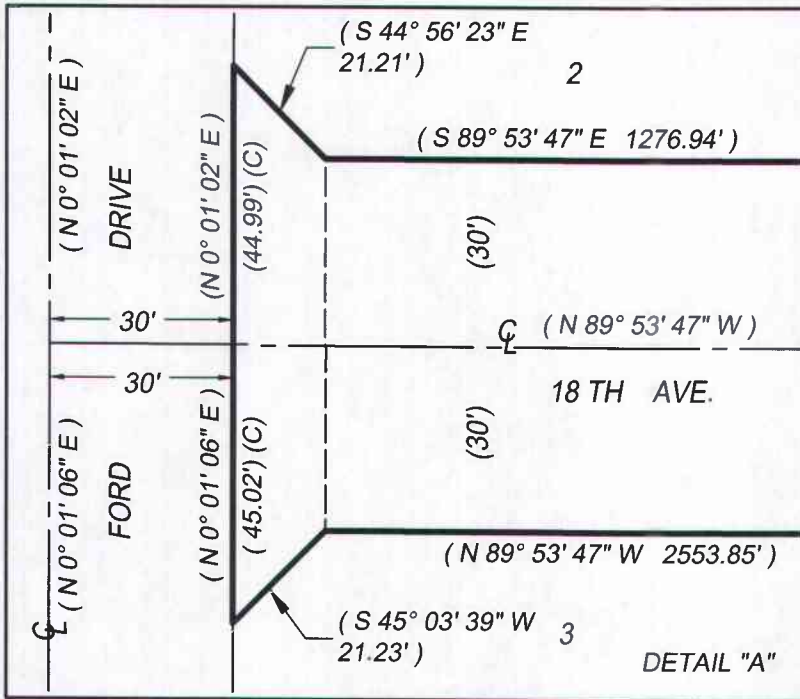 ( S 44° 56' 23" E
21.21' )
2
( S 89° 53' 47" E 1276.94' )
( N 0° 01' 02" E )
DRIVE
(N 0° 01' 02" E )
(44.99') (C)
(30')
30'
℄ ( N 89° 53' 47" W )
30'
18 TH AVE.
( N 0° 01' 06" E )
FORD
( N 0° 01' 06" E )
( 45.02') (C)
(30')
( N 89° 53' 47" W 2553.85' )
℄
( S 45° 03' 39" W
21.23' )
3
DETAIL "A"